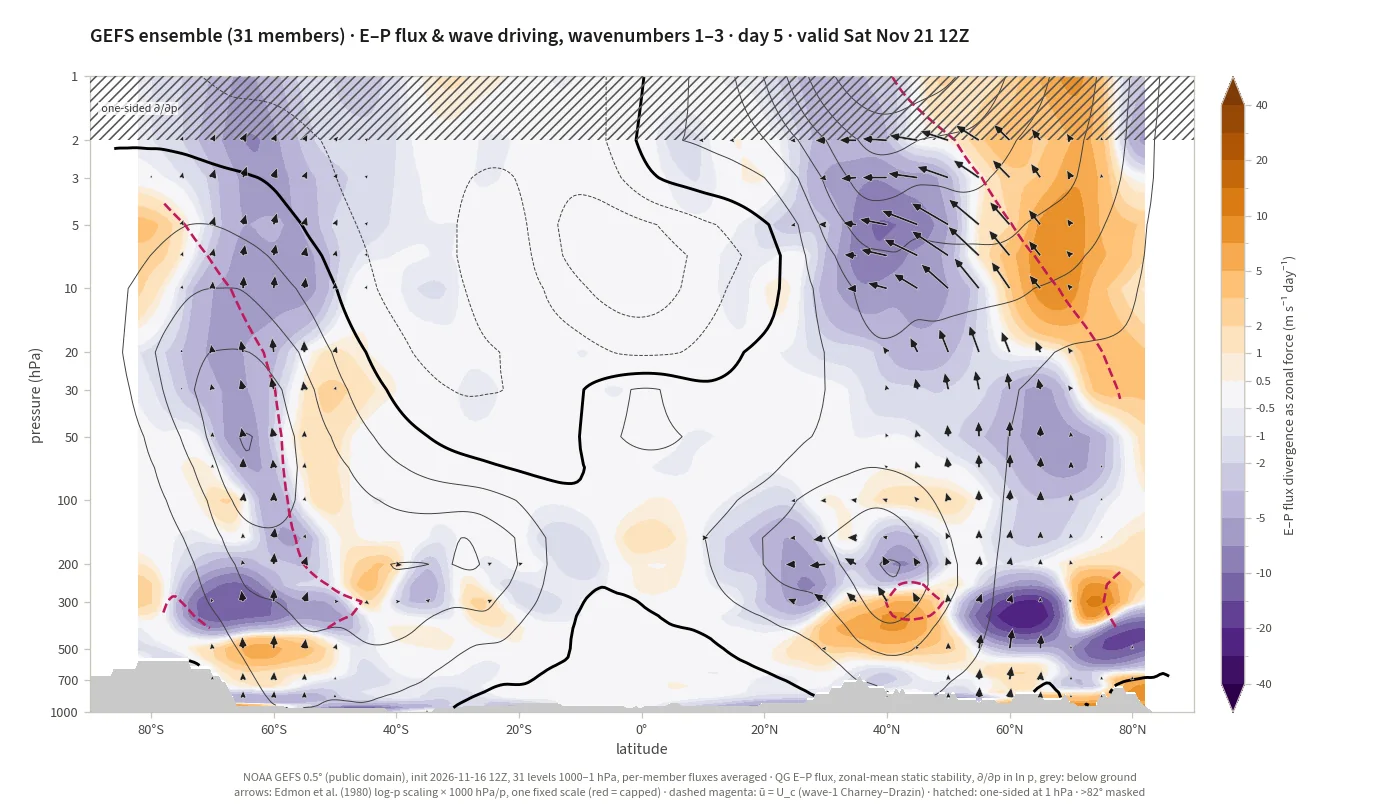 GEFS ensemble (31 members) · E–P flux & wave driving, wavenumbers 1–3 · day 5 · valid Sat Nov 21 12Z
one-sided ∂/∂p
1
2
3
5
10
20
30
50
100
200
300
500
700
1000
pressure (hPa)
80°S
60°S
40°S
20°S
0°
20°N
40°N
60°N
80°N
latitude
40
20
10
5
2
1
0.5
-0.5
-1
-2
-5
-10
-20
-40
E–P flux divergence as zonal force (m s⁻¹ day⁻¹)
NOAA GEFS 0.5° (public domain), init 2026-11-16 12Z, 31 levels 1000–1 hPa, per-member fluxes averaged · QG E–P flux, zonal-mean static stability, ∂/∂p in ln p, grey: below ground
arrows: Edmon et al. (1980) log-p scaling × 1000 hPa/p, one fixed scale (red = capped) · dashed magenta: ū = U_c (wave-1 Charney–Drazin) · hatched: one-sided at 1 hPa · >82° masked